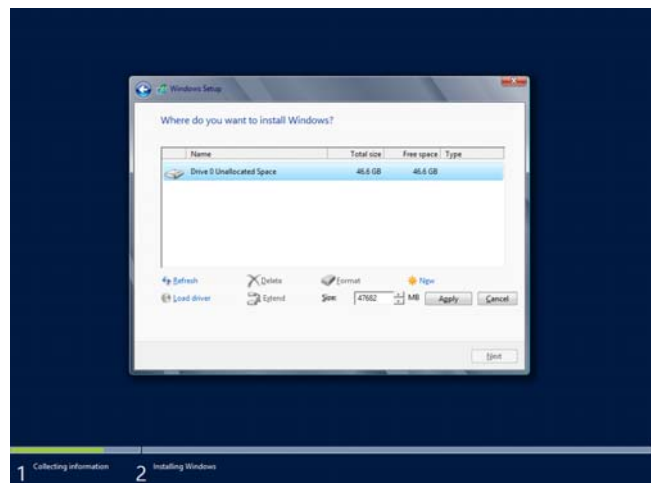 Windows Setup
Where do you want to install Windows?
Name Total size Free space Type
Drive 0 Unallocated Space 46.6 GB 46.6 GB
Refresh Delete Format New
Load driver Extend Size: 47682 MB Apply Cancel
Next
1 Collecting information 2 Installing Windows